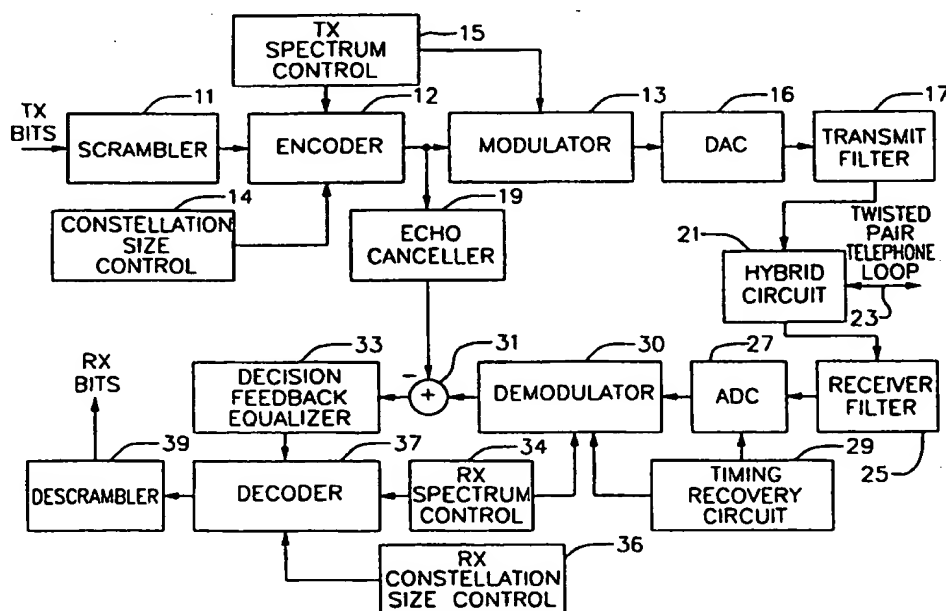 TX
SPECTRUM
CONTROL
15
TX
BITS
11
SCRAMBLER
12
ENCODER
13
MODULATOR
16
DAC
17
TRANSMIT
FILTER
14
CONSTELLATION
SIZE
CONTROL
19
ECHO
CANCELLER
21
HYBRID
CIRCUIT
TWISTED
PAIR
TELEPHONE
LOOP
23
RX
BITS
33
DECISION
FEEDBACK
EQUALIZER
−
+
31
30
DEMODULATOR
27
ADC
RECEIVER
FILTER
25
39
DESCRAMBLER
37
DECODER
34
RX
SPECTRUM
CONTROL
29
TIMING
RECOVERY
CIRCUIT
36
RX
CONSTELLATION
SIZE CONTROL